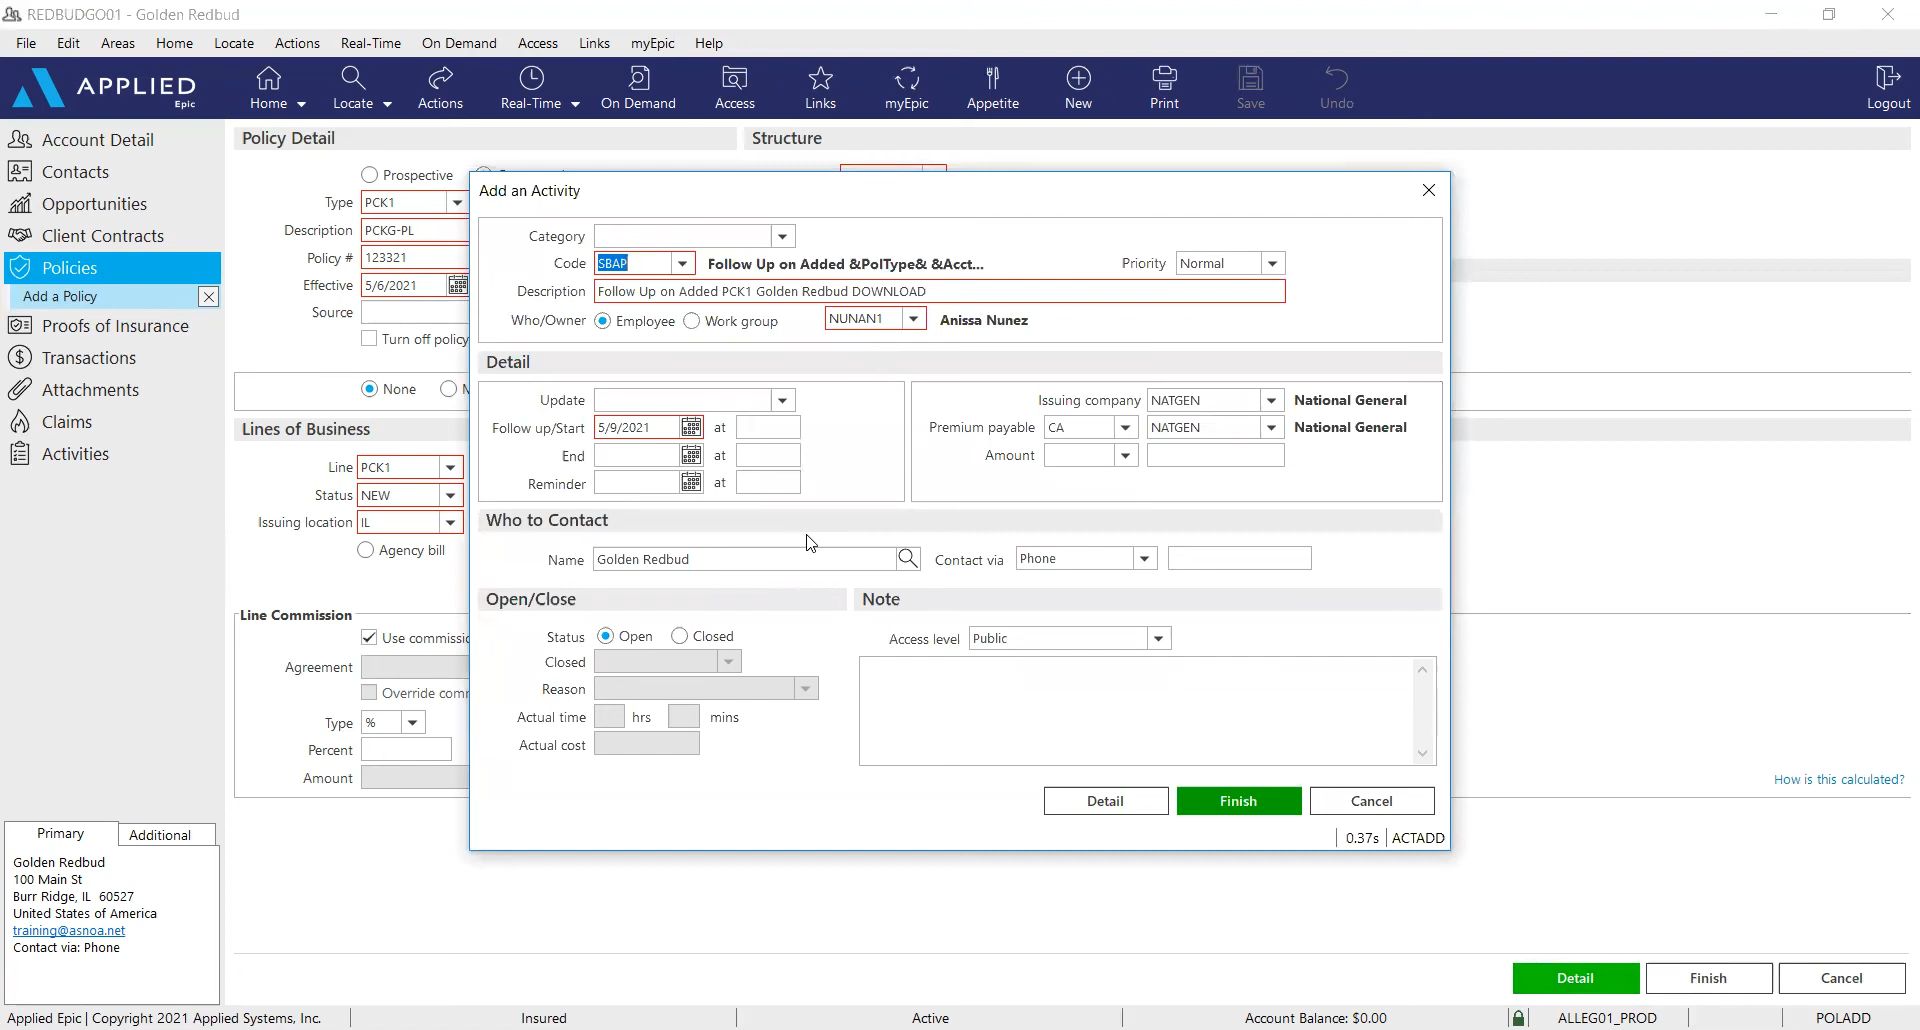 REDBUDGO01 - Golden Redbud
File Edit Areas Home Locate Actions Real-Time On Demand Access Links myEpic Help
APPLIED
Epic
Home Locate Actions Real-Time On Demand Access Links myEpic Appetite New Print Save Undo Logout
Account Detail
Contacts
Opportunities
Client Contracts
Policies
Add a Policy
Proofs of Insurance
Transactions
Attachments
Claims
Activities
Policy Detail
Structure
Prospective
Type PCK1
Description PCKG-PL
Policy # 123321
Effective 5/6/2021
Source
Turn off policy
None
Lines of Business
Line PCK1
Status NEW
Issuing location IL
Agency bill
Line Commission
Use commissio
Agreement
Override comm
Type %
Percent
Amount
How is this calculated?
Add an Activity
Category
Code SBAP Follow Up on Added &PolType& &Acct... Priority Normal
Description Follow Up on Added PCK1 Golden Redbud DOWNLOAD
Who/Owner Employee Work group NUNAN1 Anissa Nunez
Detail
Update
Follow up/Start 5/9/2021 at
End at
Reminder at
Issuing company NATGEN National General
Premium payable CA NATGEN National General
Amount
Who to Contact
Name Golden Redbud Contact via Phone
Open/Close
Status Open Closed
Closed
Reason
Actual time hrs mins
Actual cost
Note
Access level Public
Detail Finish Cancel
0.37s ACTADD
Primary Additional
Golden Redbud
100 Main St
Burr Ridge, IL 60527
United States of America
training@asnoa.net
Contact via: Phone
Detail Finish Cancel
Applied Epic | Copyright 2021 Applied Systems, Inc. Insured Active Account Balance: $0.00 ALLEG01_PROD POLADD